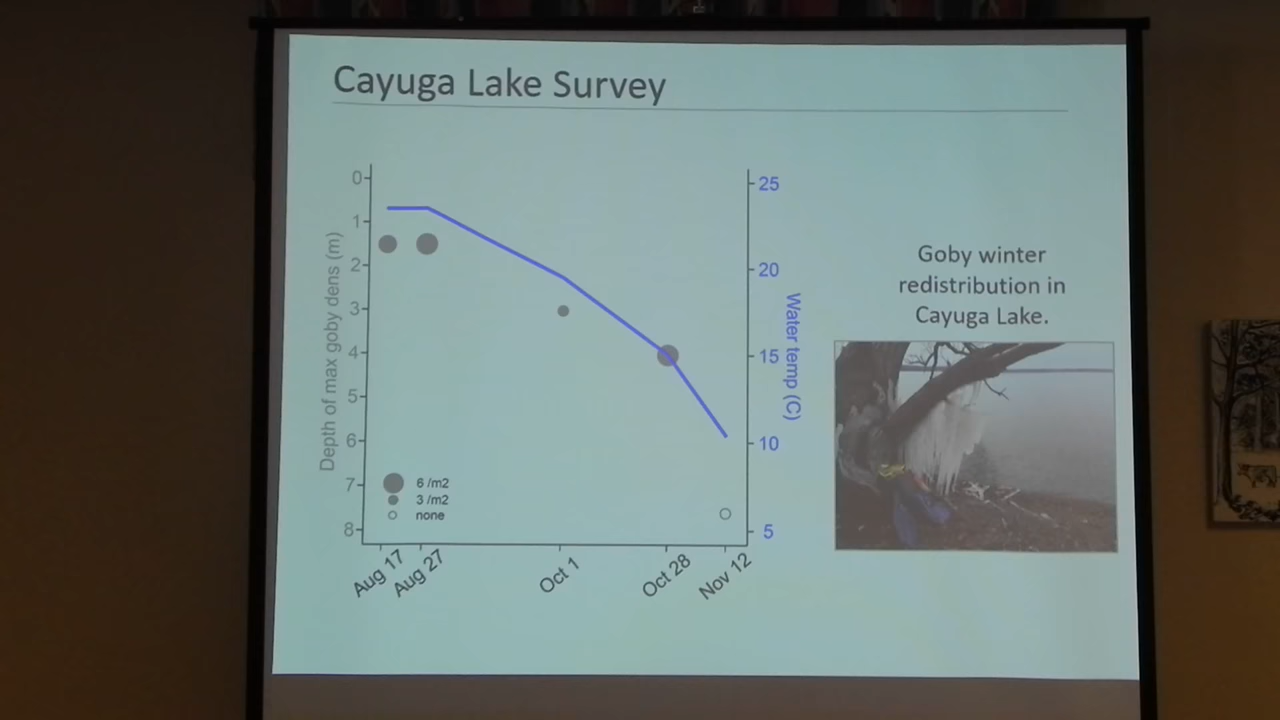 Cayuga Lake Survey
Depth of max goby dens (m)
0
1
2
3
4
5
6
7
8
6 /m2
3 /m2
none
Aug 17
Aug 27
Oct 1
Oct 28
Nov 12
25
20
15
10
5
Water temp (C)
Goby winter
redistribution in
Cayuga Lake.